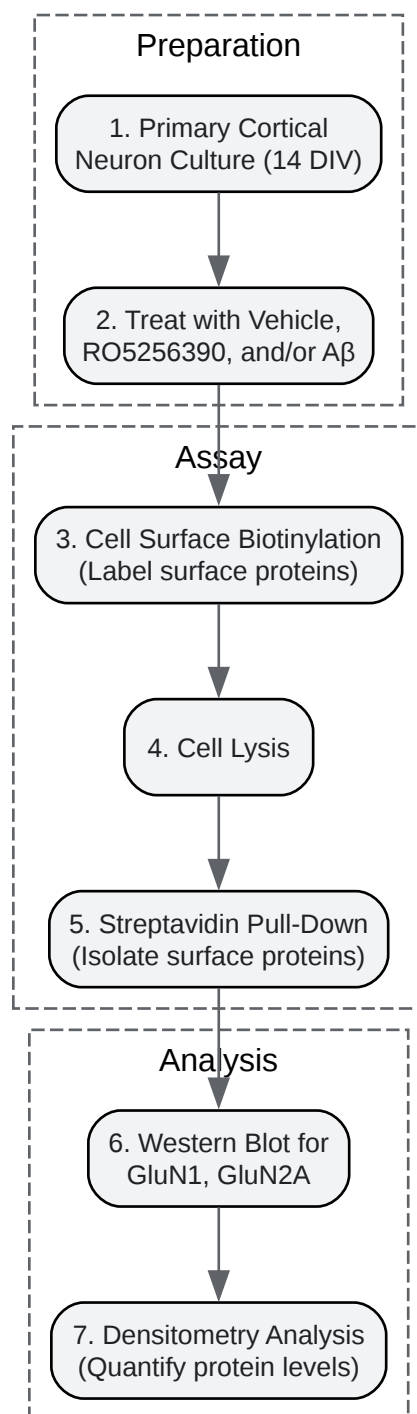 Preparation
1. Primary Cortical
Neuron Culture (14 DIV)
2. Treat with Vehicle,
RO5256390, and/or Aβ
Assay
3. Cell Surface Biotinylation
(Label surface proteins)
4. Cell Lysis
5. Streptavidin Pull-Down
(Isolate surface proteins)
Analysis
6. Western Blot for
GluN1, GluN2A
7. Densitometry Analysis
(Quantify protein levels)